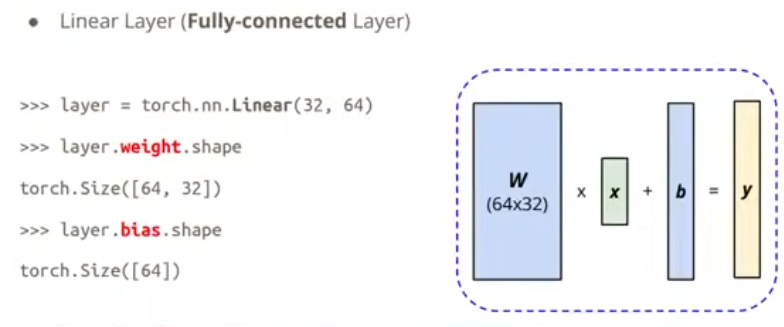 ● Linear Layer (Fully-connected Layer)
>>> layer = torch.nn.Linear(32, 64)
>>> layer.weight.shape
torch.Size([64, 32])
>>> layer.bias.shape
torch.Size([64])
W
(64x32)
x x + b = y